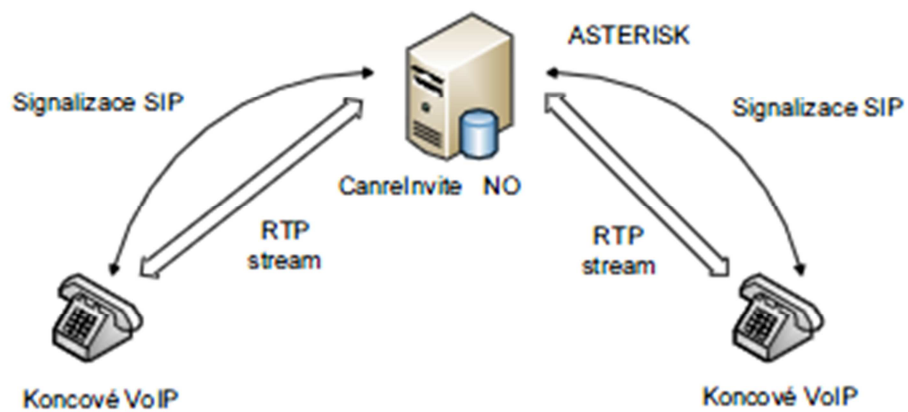 ASTERISK
Signalizace SIP
Signalizace SIP
CanreInvite NO
RTP
stream
RTP
stream
Koncové VoIP
Koncové VoIP